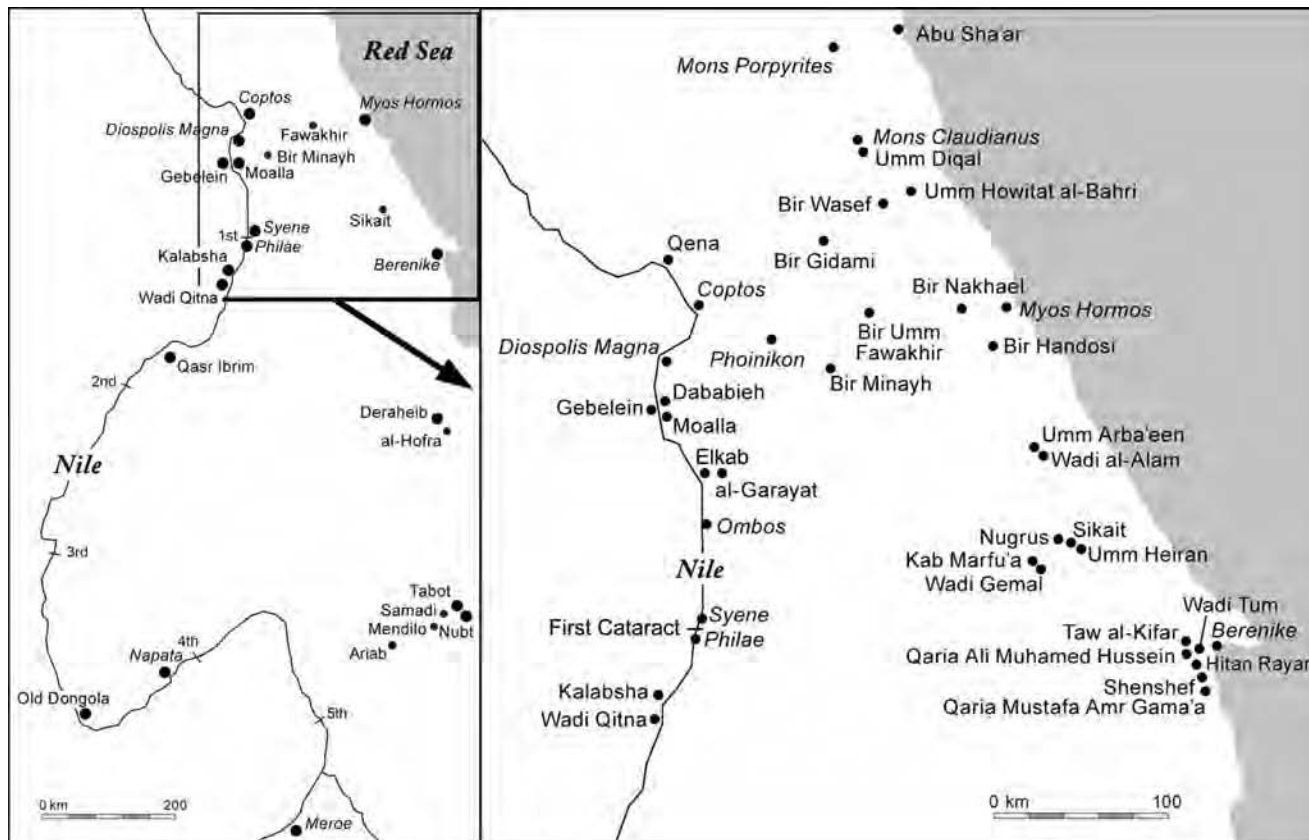 Red Sea
Coptos
Myos Hormos
Diospolis Magna
Fawakhir
Bir Minayh
Gebelein
Moalla
Sikait
Syene
1st
Philae
Kalabsha
Berenike
Wadi Qitna
Qasr Ibrim
2nd
Deraheib
al-Hofra
Nile
3rd
Tabot
Samadi
Mendilo
Nubt
Ariab
4th
Napata
Old Dongola
5th
0 km
200
Meroe
Abu Sha'ar
Mons Porpyrites
Mons Claudianus
Umm Diqal
Umm Howitat al-Bahri
Bir Wasef
Bir Gidami
Qena
Coptos
Bir Nakhael
Myos Hormos
Bir Umm
Fawakhir
Phoinikon
Bir Handosi
Diospolis Magna
Bir Minayh
Dababieh
Gebelein
Moalla
Umm Arba'een
Wadi al-Alam
Elkab
al-Garayat
Ombos
Nugrus
Sikait
Umm Heiran
Kab Marfu'a
Wadi Gemal
Nile
Wadi Tum
Syene
First Cataract
Philae
Taw al-Kifar
Berenike
Qaria Ali Muhamed Hussein
Hitan Rayan
Kalabsha
Shenshef
Wadi Qitna
Qaria Mustafa Amr Gama'a
0 km
100